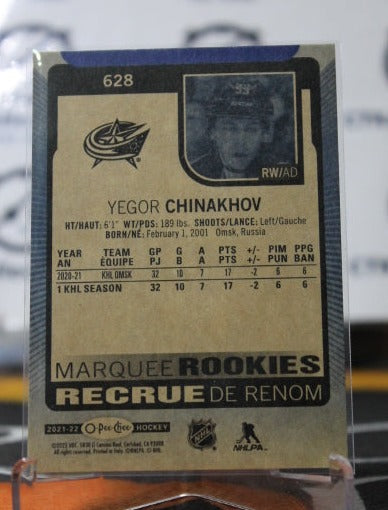 628
RW/AD
YEGOR CHINAKHOV
HT/HAUT: 6'1" WT/PDS: 189 lbs. SHOOTS/LANCE: Left/Gauche
BORN/NÉ: February 1, 2001 Omsk, Russia
YEAR TEAM GP G A PTS +/- PIM PPG
AN ÉQUIPE PJ B A PTS +/- PUN BAN
2020-21 KHL OMSK 32 10 7 17 -2 6 6
1 KHL SEASON 32 10 7 17 -2 6 6
MARQUEE ROOKIES
RECRUE DE RENOM
2021-22 O-Pee-Chee HOCKEY
NHL
NHLPA